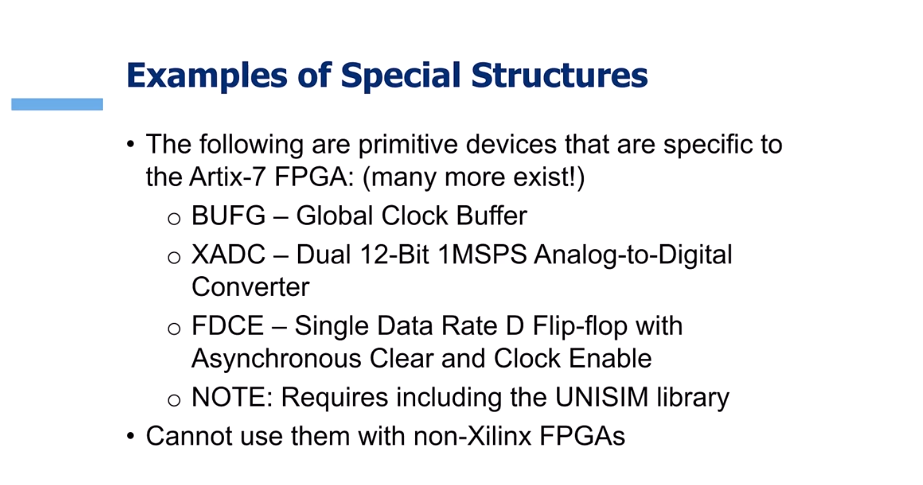 Examples of Special Structures
• The following are primitive devices that are specific to
the Artix-7 FPGA: (many more exist!)
o BUFG – Global Clock Buffer
o XADC – Dual 12-Bit 1MSPS Analog-to-Digital
Converter
o FDCE – Single Data Rate D Flip-flop with
Asynchronous Clear and Clock Enable
o NOTE: Requires including the UNISIM library
• Cannot use them with non-Xilinx FPGAs